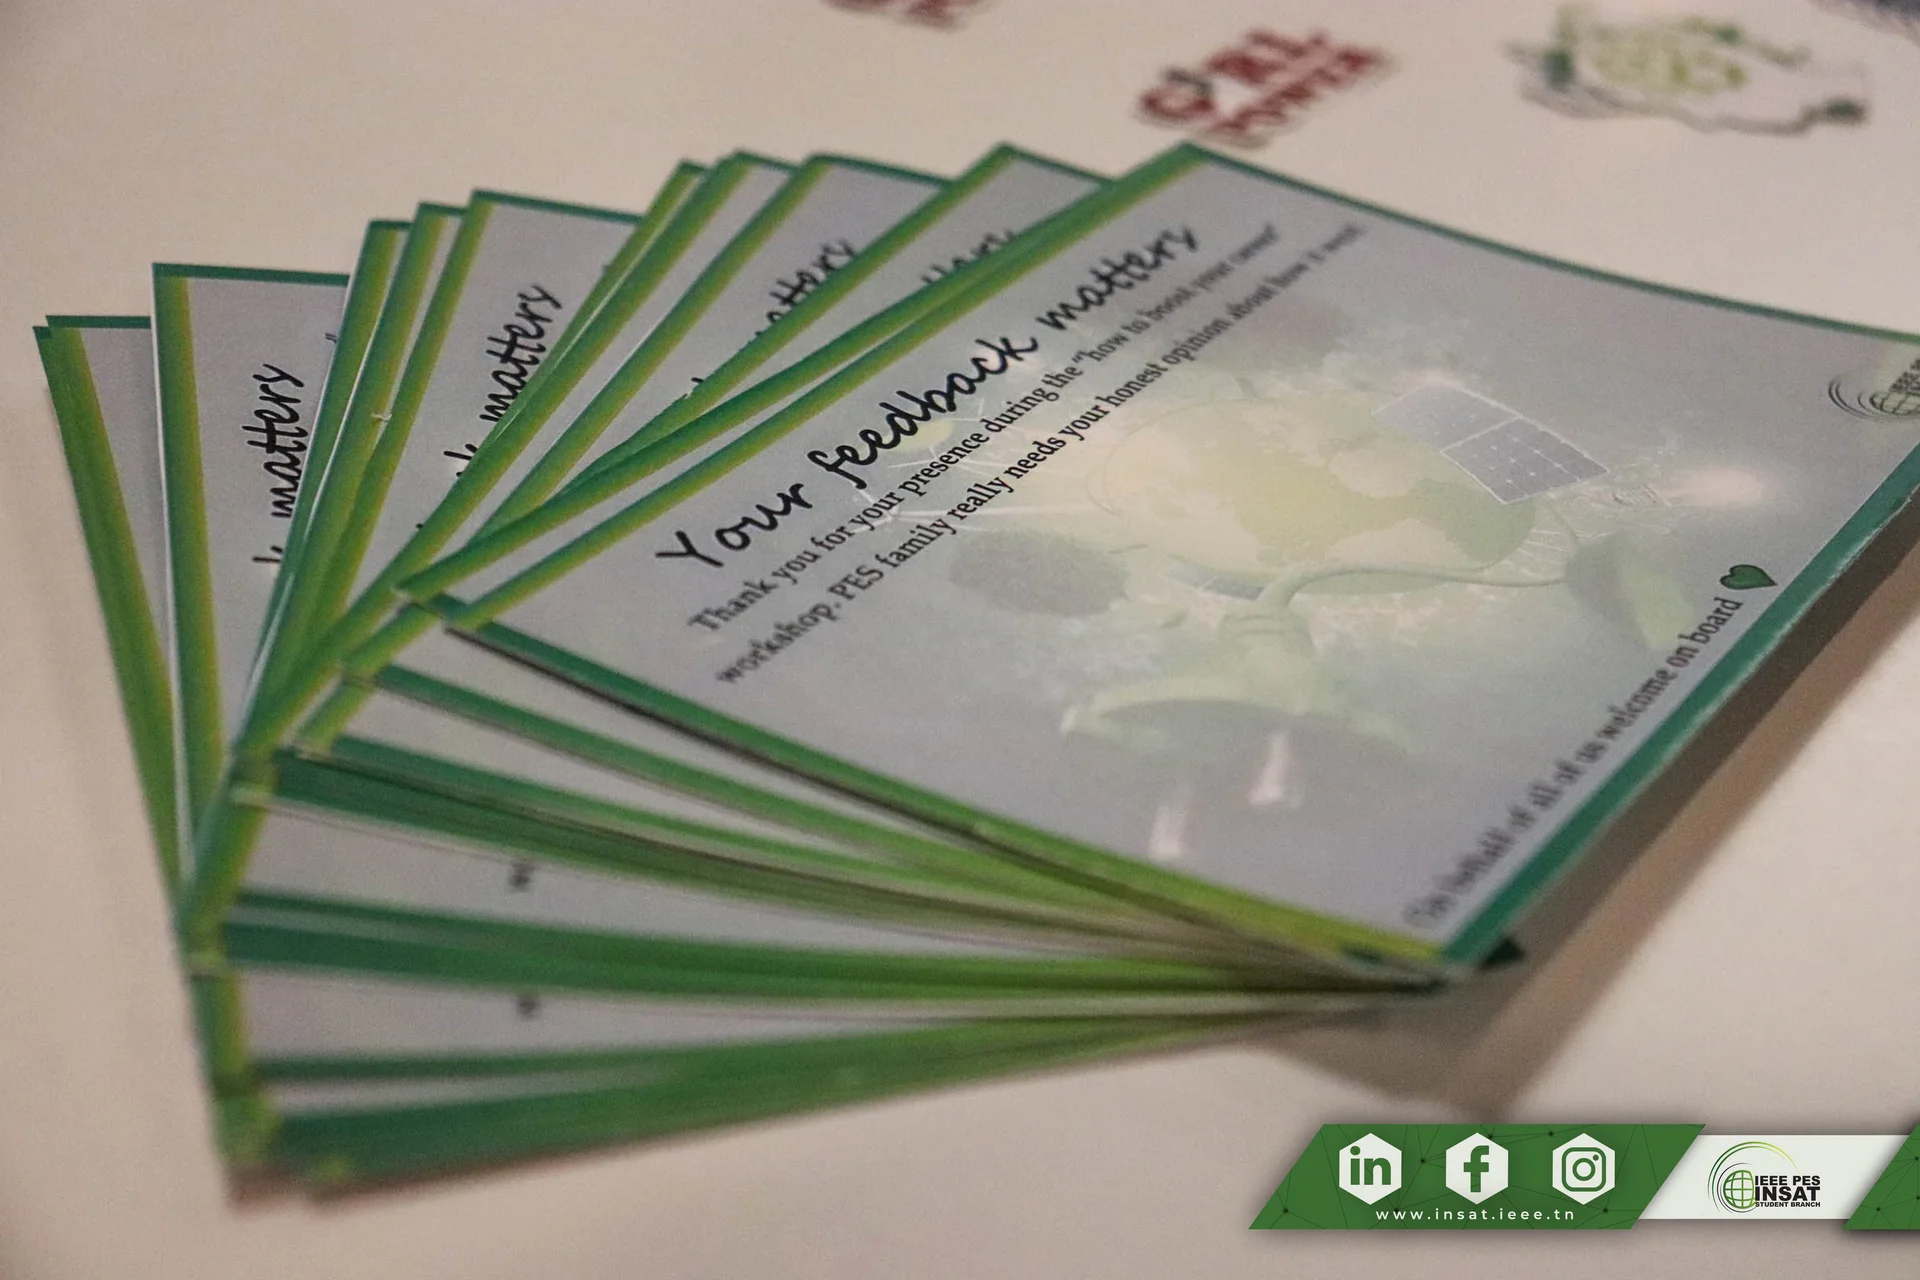 GIRL
POWER
matters
matters
matters
Your feedback matters
Thank you for your presence during the "how to boost your career"
workshop. PES family really needs your honest opinion about how it went.
On behalf of all of us welcome on board
www.insat.ieee.tn
IEEE PES
INSAT
STUDENT BRANCH